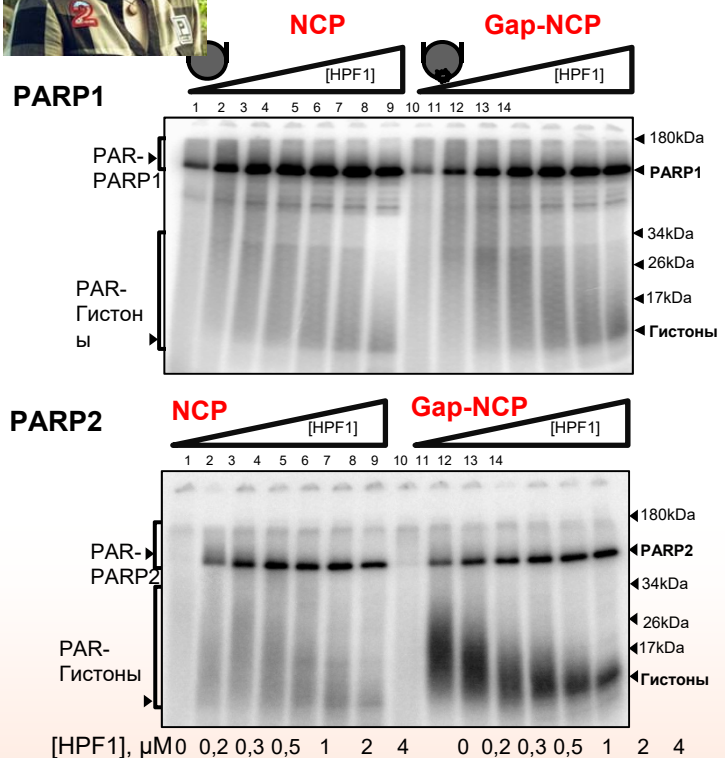 2
NCP Gap-NCP
[HPF1] [HPF1]
PARP1
1 2 3 4 5 6 7 8 9 10 11 12 13 14
180kDa
PAR-
PARP1
PARP1
34kDa
26kDa
17kDa
PAR-
Гистон
ы
Гистоны
PARP2
NCP Gap-NCP
[HPF1] [HPF1]
1 2 3 4 5 6 7 8 9 10 11 12 13 14
180kDa
PAR-
PARP2
PARP2
34kDa
26kDa
17kDa
PAR-
Гистоны
Гистоны
[HPF1], µM 0 0,2 0,3 0,5 1 2 4 0 0,2 0,3 0,5 1 2 4